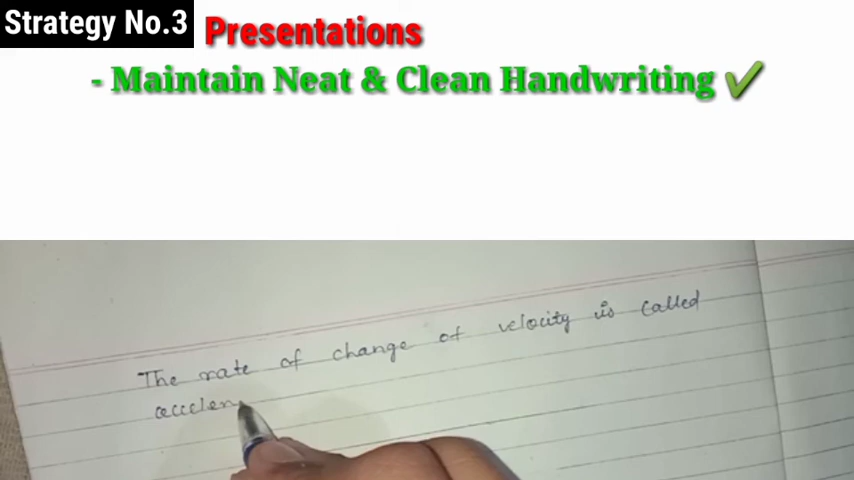 Strategy No.3
Presentations
- Maintain Neat & Clean Handwriting ✔
The rate of change of velocity is called